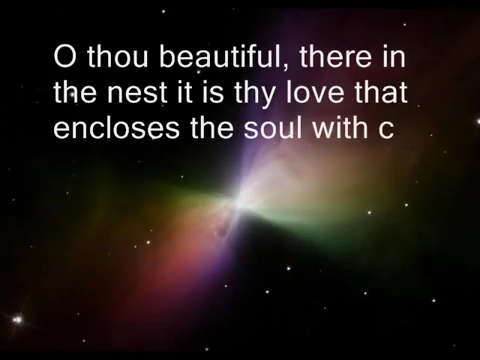 O thou beautiful, there in
the nest it is thy love that
encloses the soul with c